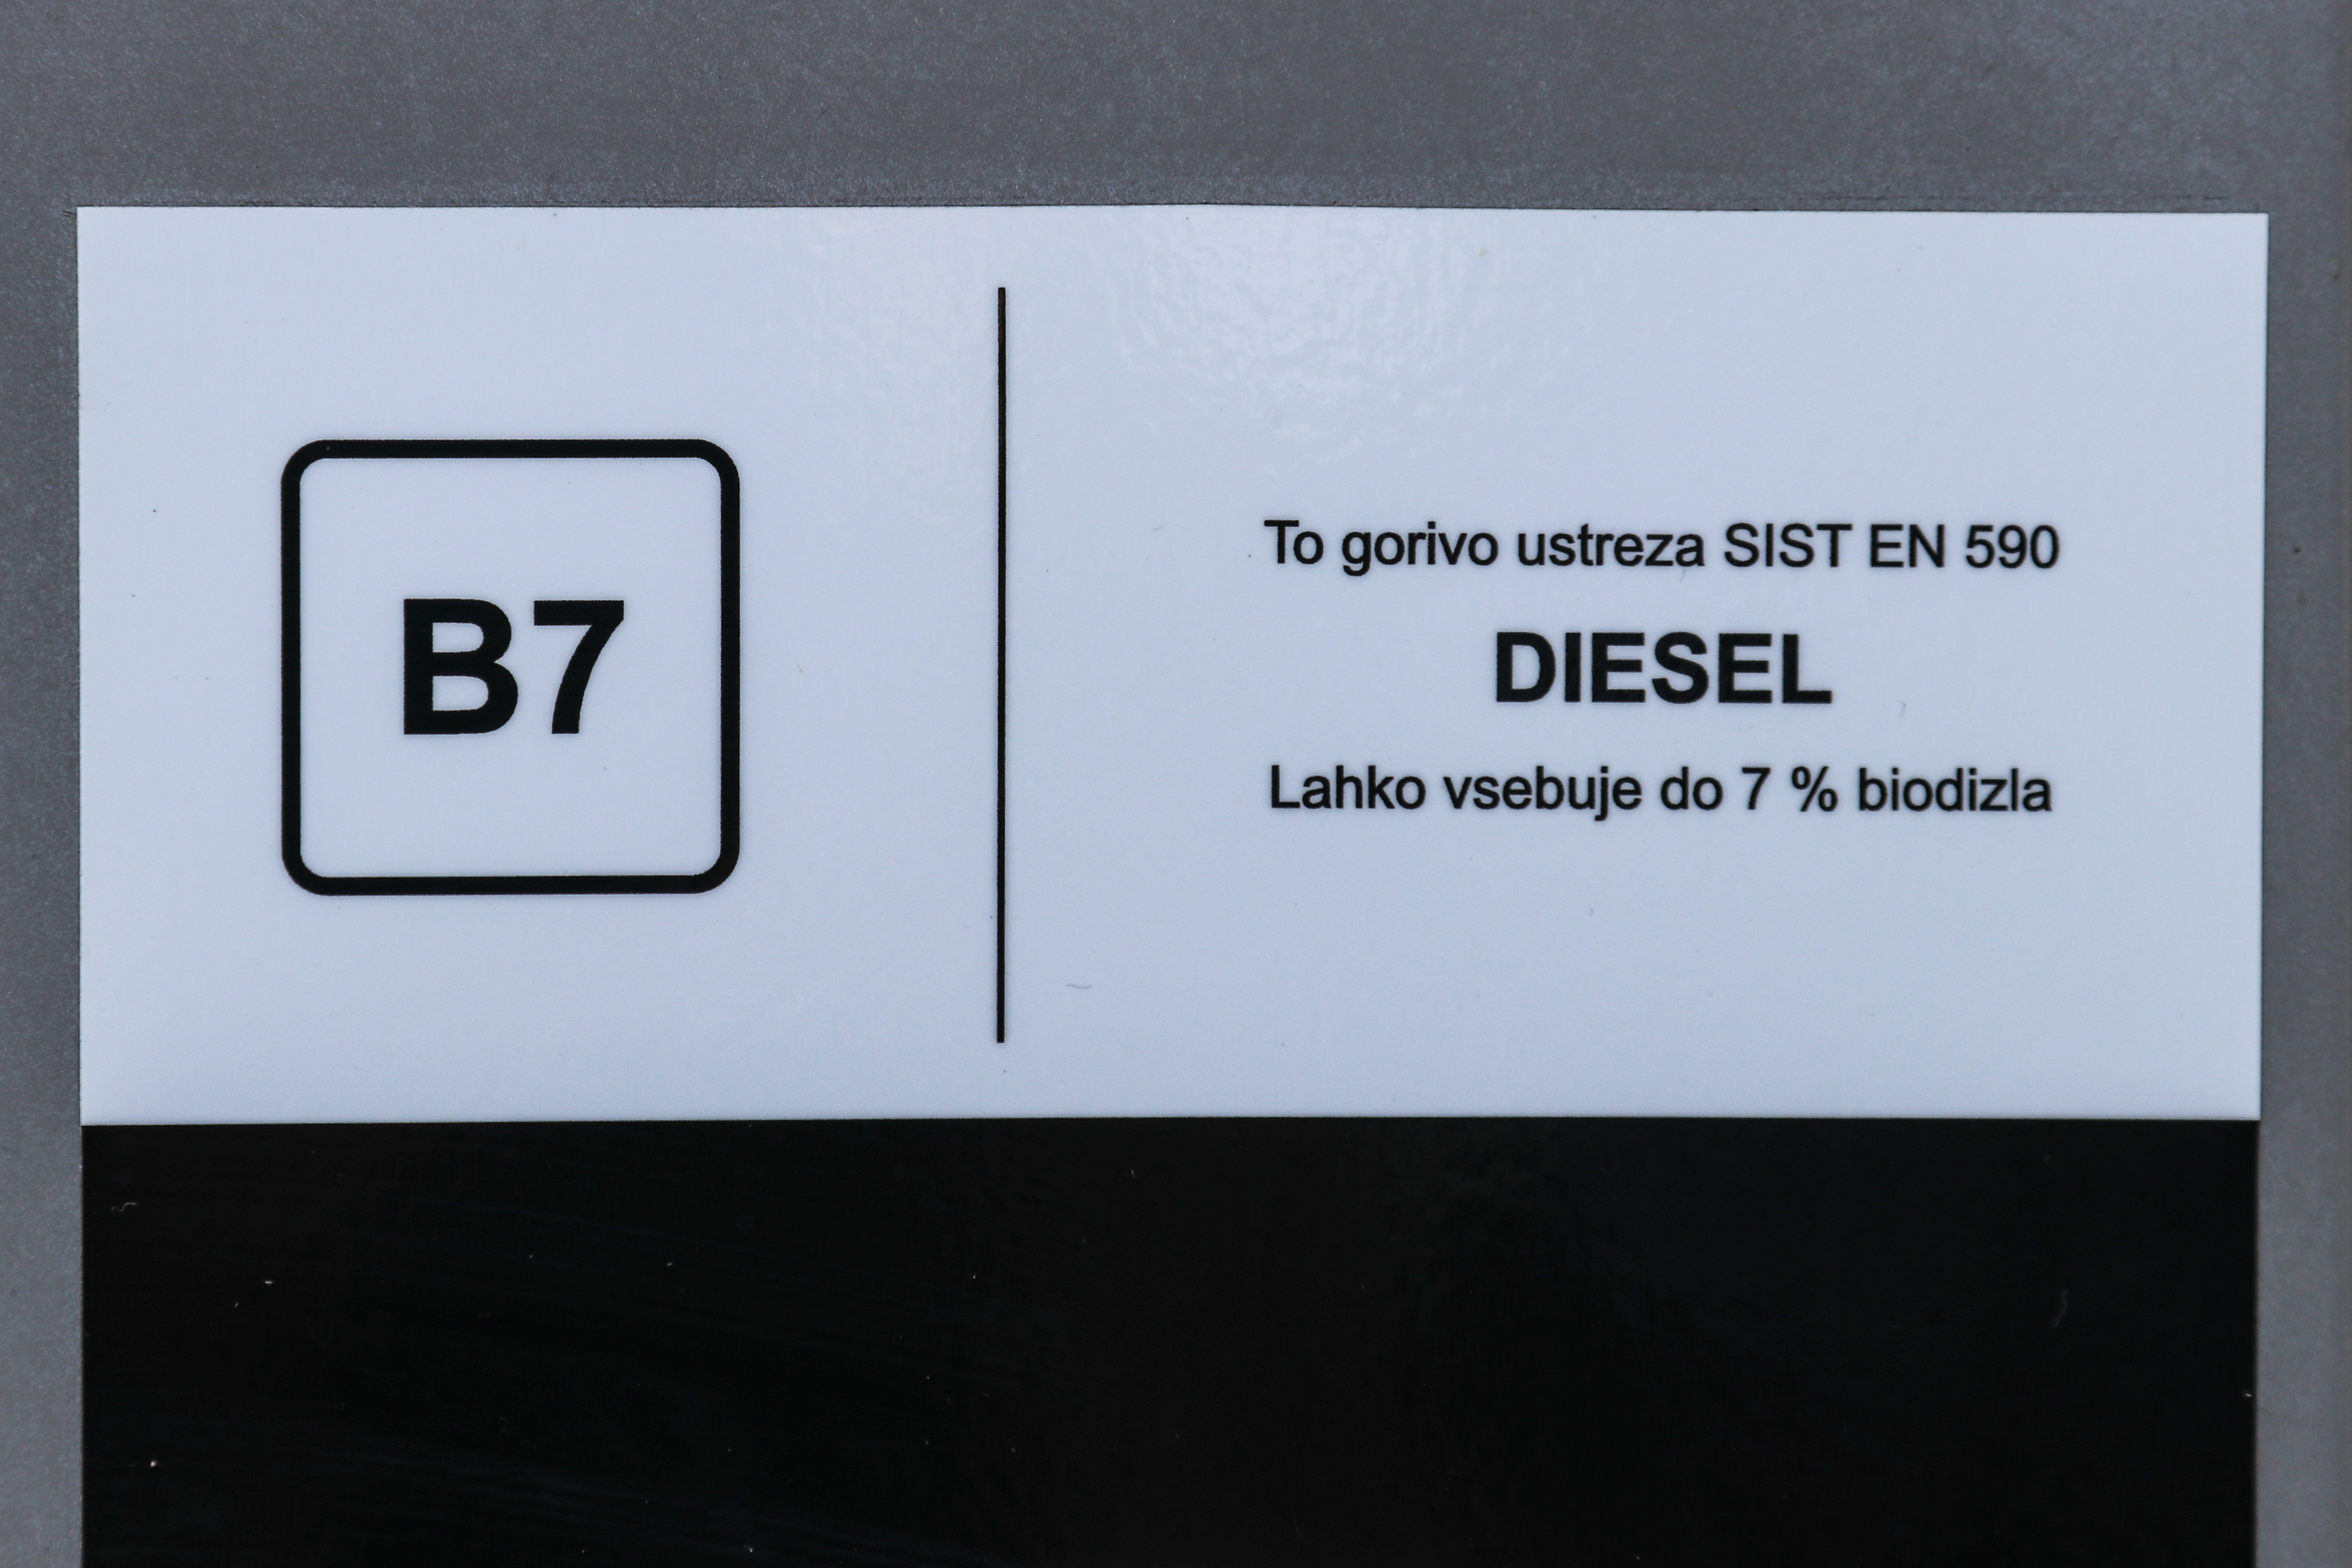 B7
To gorivo ustreza SIST EN 590
DIESEL
Lahko vsebuje do 7 % biodizla